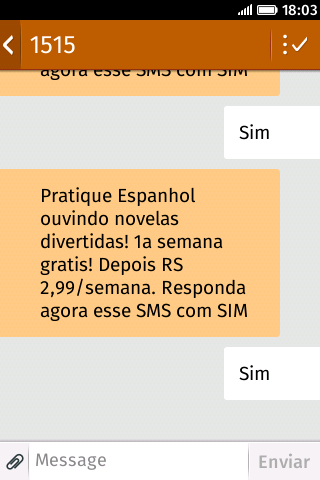 18:03
1515
agora esse SMS com SIM
Sim
Pratique Espanhol
ouvindo novelas
divertidas! 1a semana
gratis! Depois RS
2,99/semana. Responda
agora esse SMS com SIM
Sim
Message
Enviar